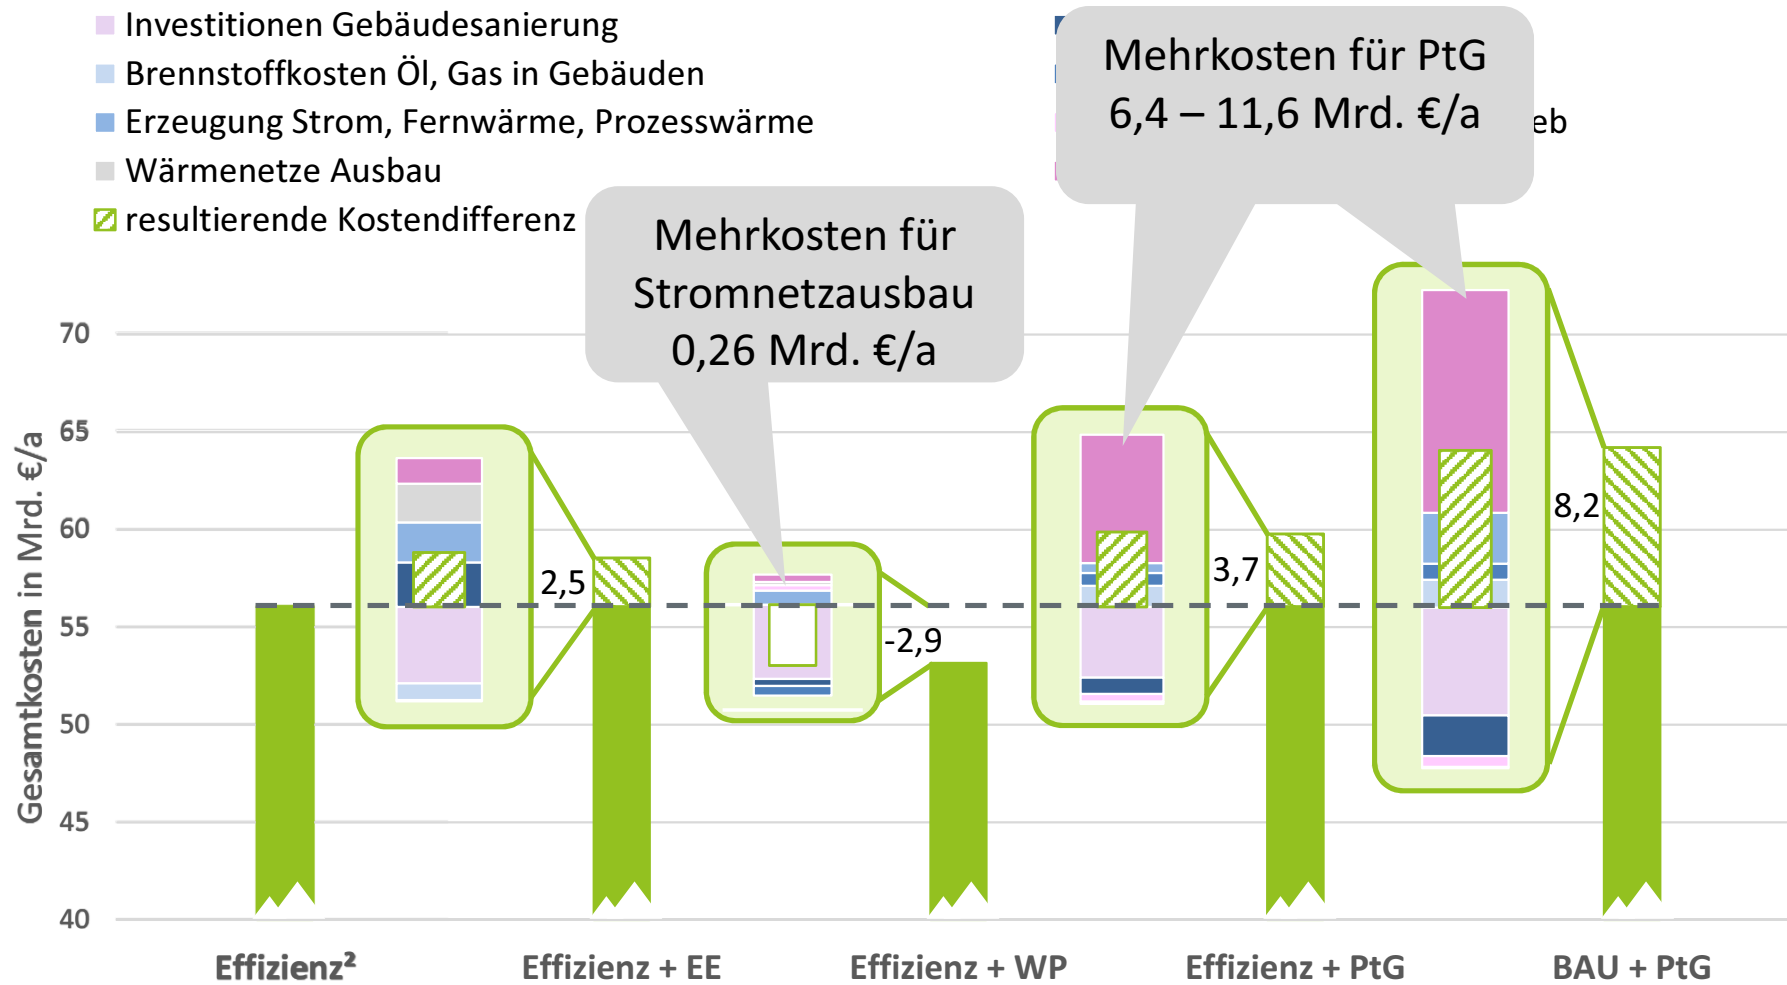 Investitionen Gebäudesanierung
Brennstoffkosten Öl, Gas in Gebäuden
Erzeugung Strom, Fernwärme, Prozesswärme
Wärmenetze Ausbau
resultierende Kostendifferenz
eb
Mehrkosten für PtG
6,4 – 11,6 Mrd. €/a
Mehrkosten für
Stromnetzausbau
0,26 Mrd. €/a
Gesamtkosten in Mrd. €/a
70
65
60
55
50
45
40
2,5
-2,9
3,7
8,2
Effizienz²
Effizienz + EE
Effizienz + WP
Effizienz + PtG
BAU + PtG